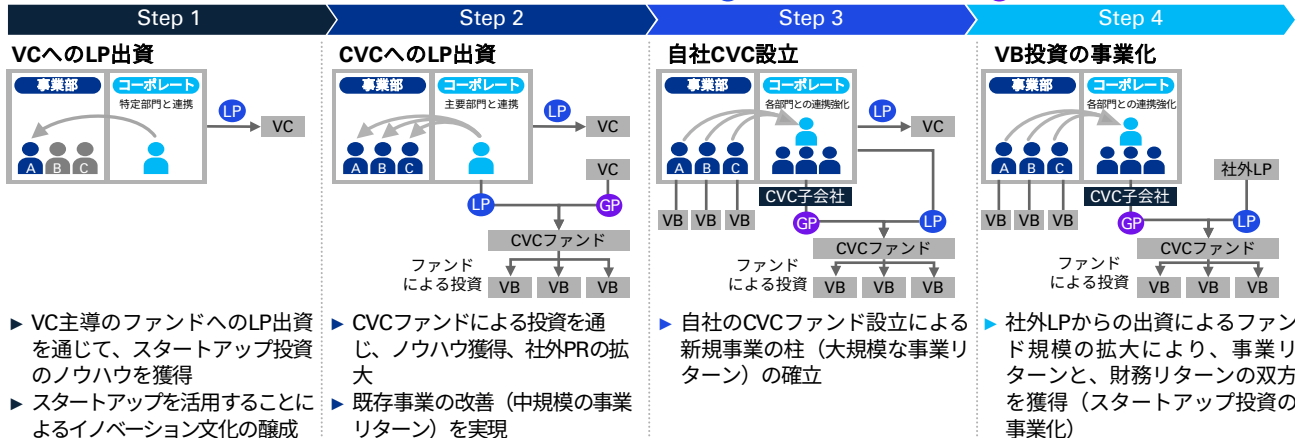 Step 1
Step 2
Step 3
Step 4
VCへのLP出資
事業部
コーポレート
特定部門と連携
LP
VC
A B C
▶ VC主導のファンドへのLP出資
を通じて、スタートアップ投資
のノウハウを獲得
▶ スタートアップを活用することに
よるイノベーション文化の醸成
CVCへのLP出資
事業部
コーポレート
主要部門と連携
LP
VC
A B C
VC
LP
GP
CVCファンド
ファンド
による投資
VB VB VB
▶ CVCファンドによる投資を通
じ、ノウハウ獲得、社外PRの拡
大
▶ 既存事業の改善（中規模の事業
リターン）を実現
自社CVC設立
事業部
コーポレート
各部門との連携強化
LP
VC
A B C
CVC子会社
VB VB VB
GP
LP
CVCファンド
ファンド
による投資
VB VB VB
▶ 自社のCVCファンド設立による
新規事業の柱（大規模な事業リ
ターン）の確立
VB投資の事業化
事業部
コーポレート
各部門との連携強化
A B C
社外LP
CVC子会社
VB VB VB
GP
LP
CVCファンド
ファンド
による投資
VB VB VB
▶ 社外LPからの出資によるファン
ド規模の拡大により、事業リ
ターンと、財務リターンの双方
を獲得（スタートアップ投資の
事業化）